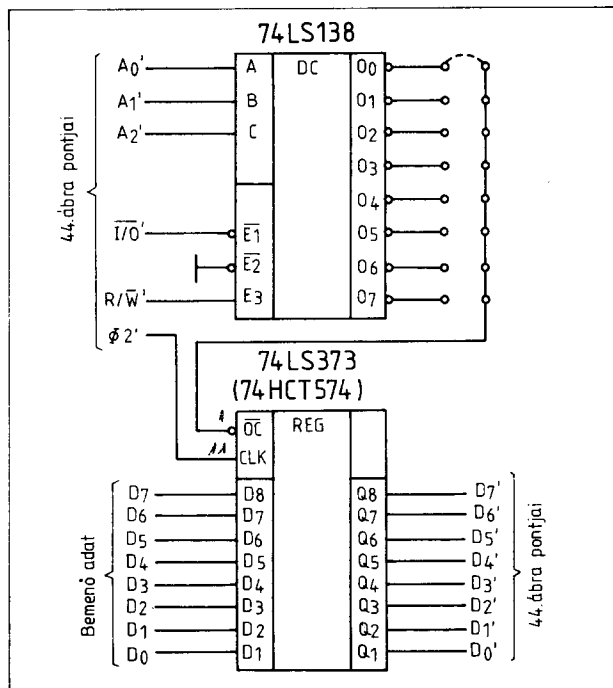 74LS138
A0' A DC O0
A1' B O1
A2' C O2
O3
O4
I/O' E1 O5
E2 O6
R/W' E3 O7
ϕ2'
44.ábra pontjai
74LS373
(74HCT574)
1 OC REG
11 CLK
D7 D8 Q8 D7'
D6 D7 Q7 D6'
D5 D6 Q6 D5'
D4 D5 Q5 D4'
D3 D4 Q4 D3'
D2 D3 Q3 D2'
D1 D2 Q2 D1'
D0 D1 Q1 D0'
Bemenő adat
44.ábra pontjai